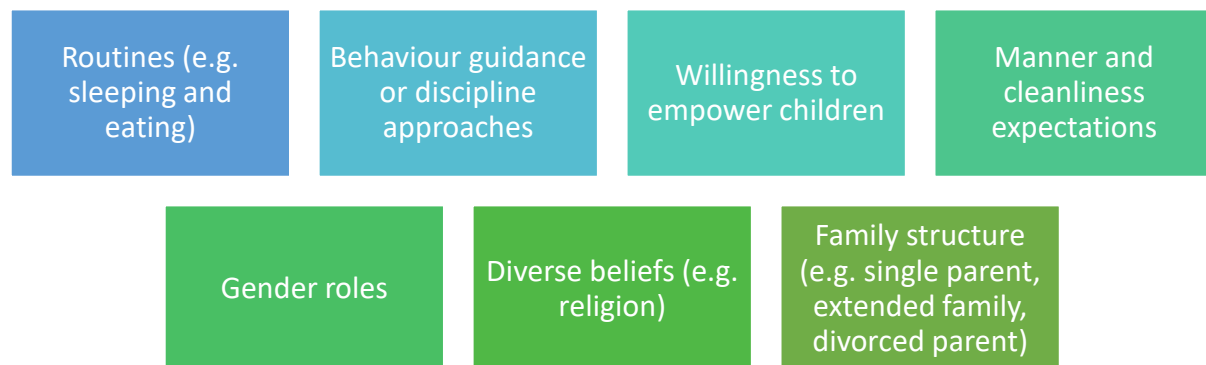 Routines (e.g.
sleeping and
eating)
Behaviour guidance
or discipline
approaches
Willingness to
empower children
Manner and
cleanliness
expectations
Gender roles
Diverse beliefs (e.g.
religion)
Family structure
(e.g. single parent,
extended family,
divorced parent)